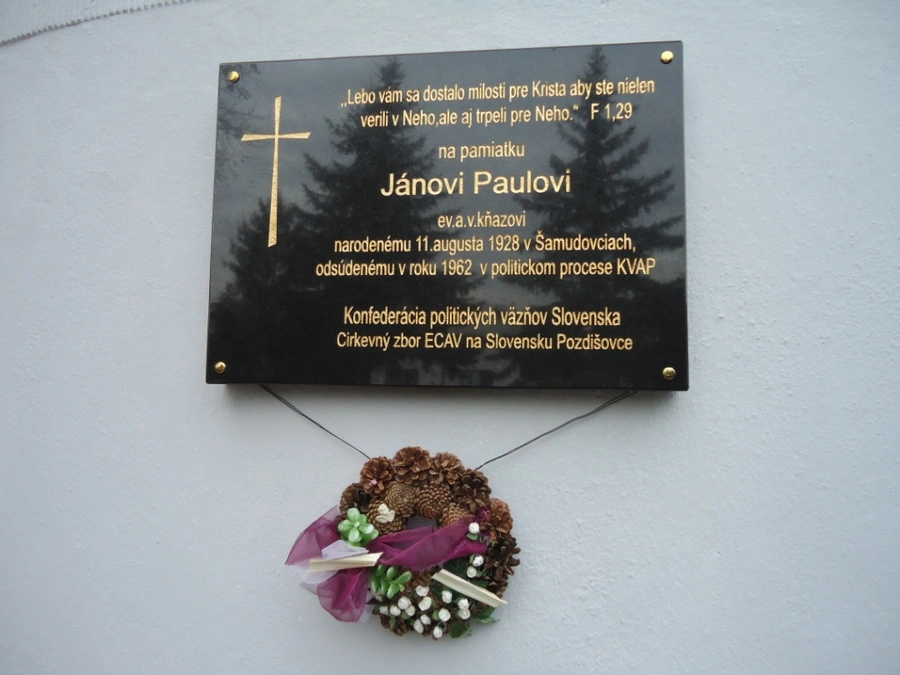 „Lebo vám sa dostalo milosti pre Krista aby ste nielen
verili v Neho,ale aj trpeli pre Neho." F 1,29
na pamiatku
Jánovi Paulovi
ev.a.v.kňazovi
narodenému 11.augusta 1928 v Šamudovciach,
odsúdenému v roku 1962 v politickom procese KVAP
Konfederácia politických väzňov Slovenska
Cirkevný zbor ECAV na Slovensku Pozdišovce